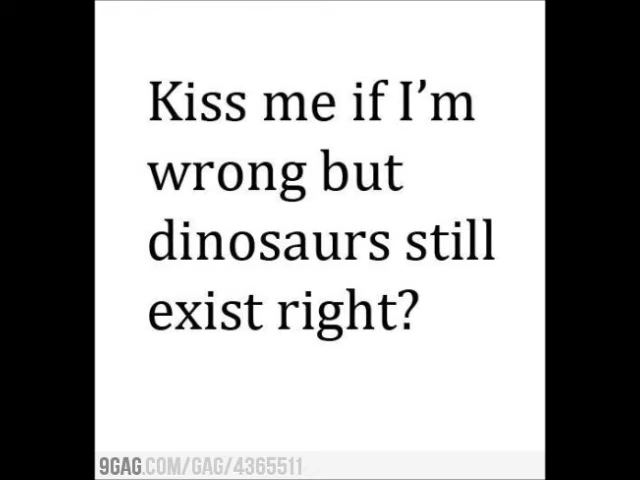 Kiss me if I’m
wrong but
dinosaurs still
exist right?
9GAG.COM/GAG/4365511